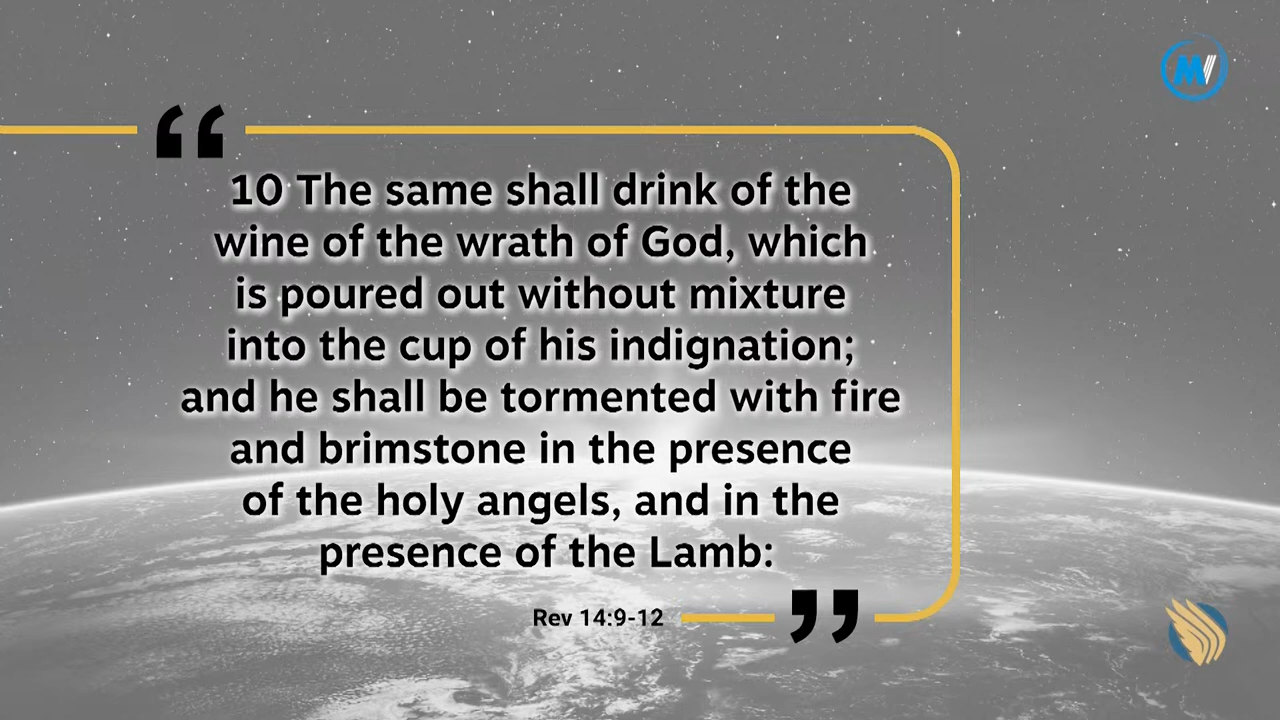 “
10 The same shall drink of the
wine of the wrath of God, which
is poured out without mixture
into the cup of his indignation;
and he shall be tormented with fire
and brimstone in the presence
of the holy angels, and in the
presence of the Lamb:
Rev 14:9-12
”